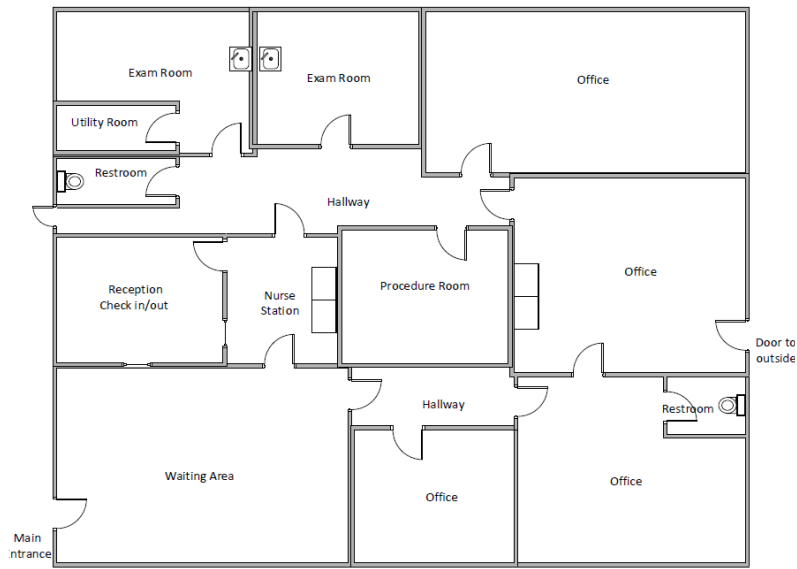 Exam Room
Exam Room
Office
Utility Room
Restroom
Hallway
Reception
Check in/out
Nurse
Station
Procedure Room
Office
Door to
outside
Hallway
Restroom
Waiting Area
Office
Office
Main
ntrance